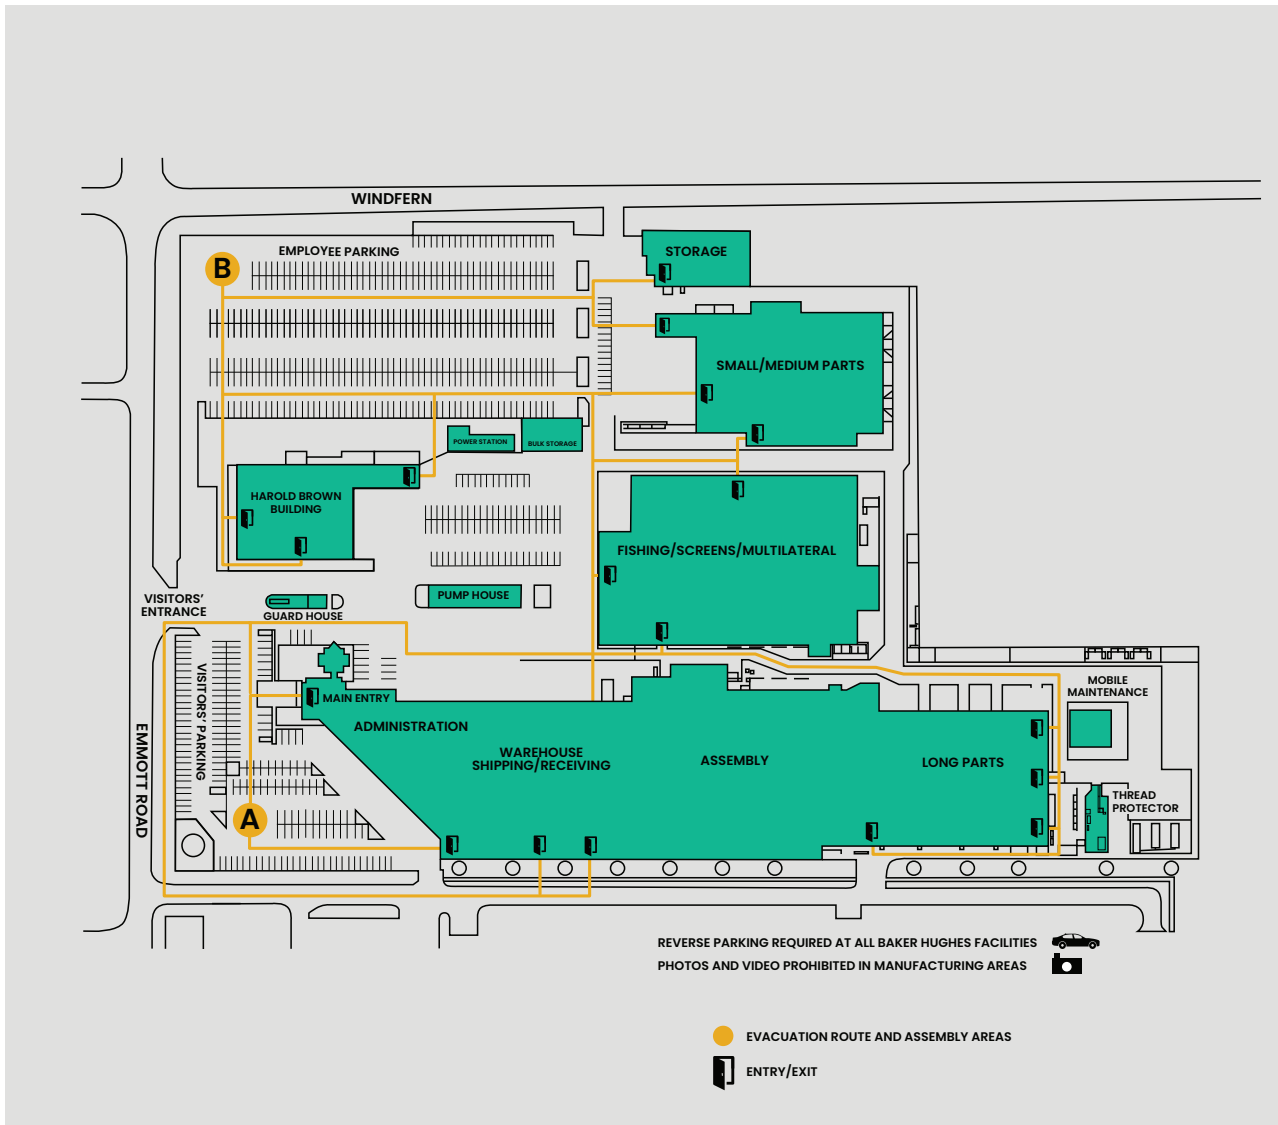 WINDFERN
EMPLOYEE PARKING
B
STORAGE
SMALL/MEDIUM PARTS
POWER STATION
BULK STORAGE
HAROLD BROWN
BUILDING
FISHING/SCREENS/MULTILATERAL
VISITORS'
ENTRANCE
PUMP HOUSE
GUARD HOUSE
VISITORS' PARKING
EMMOTT ROAD
MAIN ENTRY
ADMINISTRATION
WAREHOUSE
SHIPPING/RECEIVING
ASSEMBLY
LONG PARTS
MOBILE
MAINTENANCE
THREAD
PROTECTOR
A
REVERSE PARKING REQUIRED AT ALL BAKER HUGHES FACILITIES
PHOTOS AND VIDEO PROHIBITED IN MANUFACTURING AREAS
EVACUATION ROUTE AND ASSEMBLY AREAS
ENTRY/EXIT